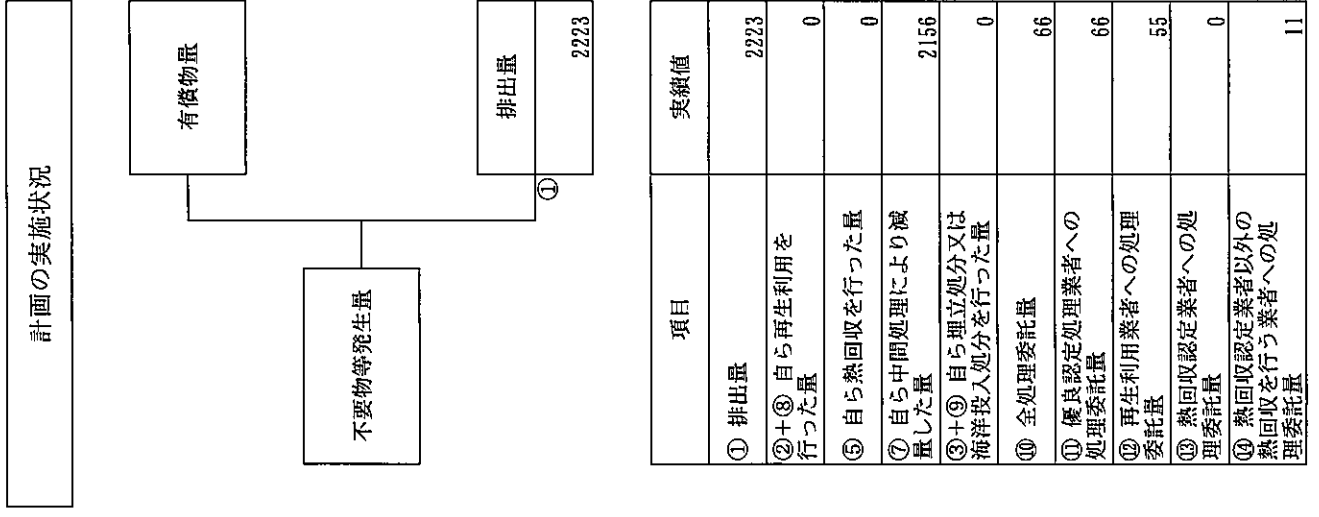 計画の実施状況
有償物量
不要物等発生量
排出量
①
2223
項目
実績値
① 排出量
2223
②+⑧ 自ら再生利用を
行った量
0
⑤ 自ら熱回収を行った量
0
⑦ 自ら中間処理により減
量した量
2156
③+⑨ 自ら埋立処分又は
海洋投入処分を行った量
0
⑩ 全処理委託量
66
⑪ 優良認定処理業者への
処理委託量
66
⑫ 再生利用業者への処理
委託量
55
⑬ 熱回収認定業者への処
理委託量
0
⑭ 熱回収認定業者以外の
熱回収を行う業者への処
理委託量
11